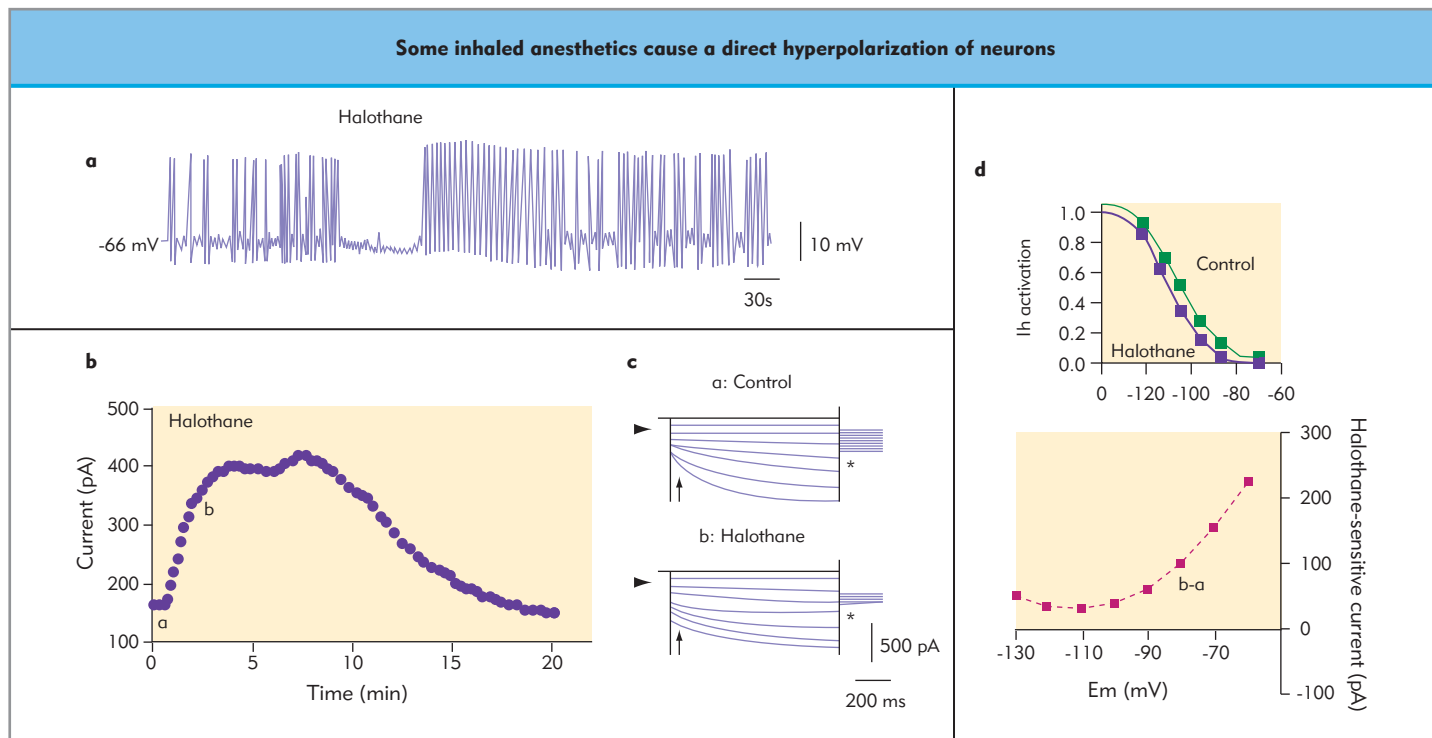 Some inhaled anesthetics cause a direct hyperpolarization of neurons
Halothane
a
-66 mV
10 mV
30s
b
Halothane
500
400
300
200
100
Current (pA)
b
a
0
5
10
15
20
Time (min)
c
a: Control
*
b: Halothane
*
500 pA
200 ms
d
1.0
0.8
0.6
0.4
0.2
0.0
Ih activation
Control
Halothane
0
-120
-100
-80
-60
300
200
100
0
-100
Halothane-sensitive current (pA)
b-a
-130
-110
-90
-70
Em (mV)